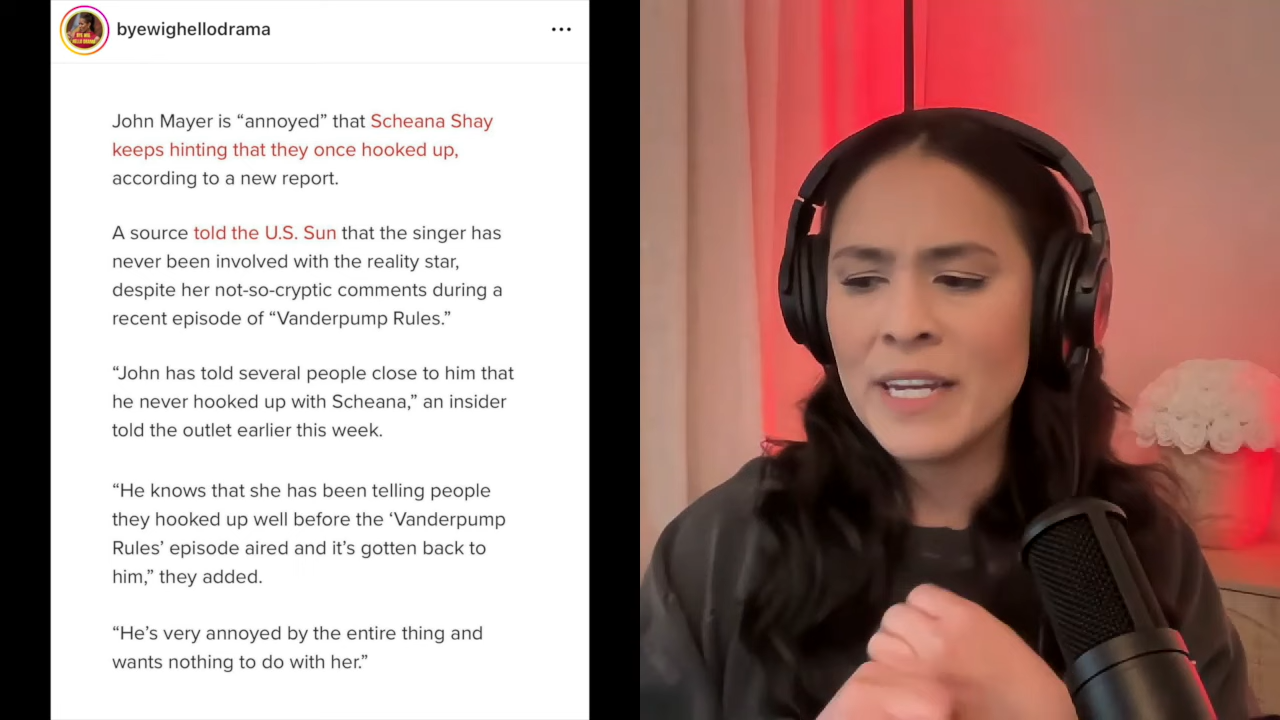 byewighellodrama
John Mayer is “annoyed” that Scheana Shay
keeps hinting that they once hooked up,
according to a new report.
A source told the U.S. Sun that the singer has
never been involved with the reality star,
despite her not-so-cryptic comments during a
recent episode of “Vanderpump Rules.”
“John has told several people close to him that
he never hooked up with Scheana,” an insider
told the outlet earlier this week.
“He knows that she has been telling people
they hooked up well before the ‘Vanderpump
Rules’ episode aired and it’s gotten back to
him,” they added.
“He’s very annoyed by the entire thing and
wants nothing to do with her.”